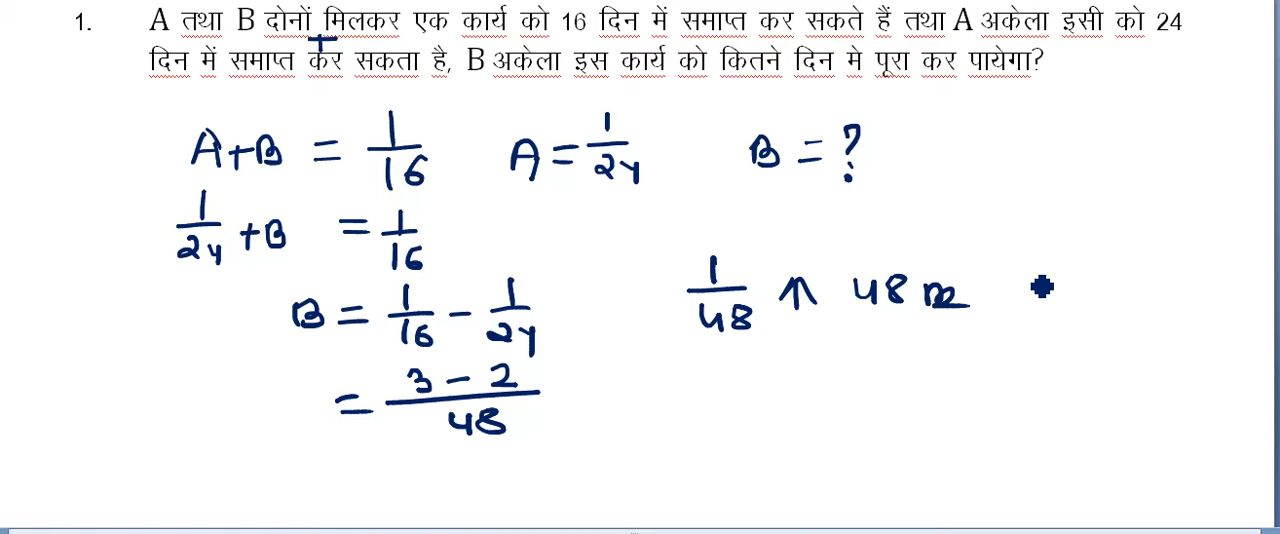 1. A तथा B दोनों मिलकर एक कार्य को 16 दिन में समाप्त कर सकते हैं तथा A अकेला इसी को 24
दिन में समाप्त कर सकता है, B अकेला इस कार्य को कितने दिन मे पूरा कर पायेगा?
A+B = 1/16 A = 1/24 B = ?
1/24 + B = 1/16
B = 1/16 - 1/24
1/48 48
= 3 - 2/48